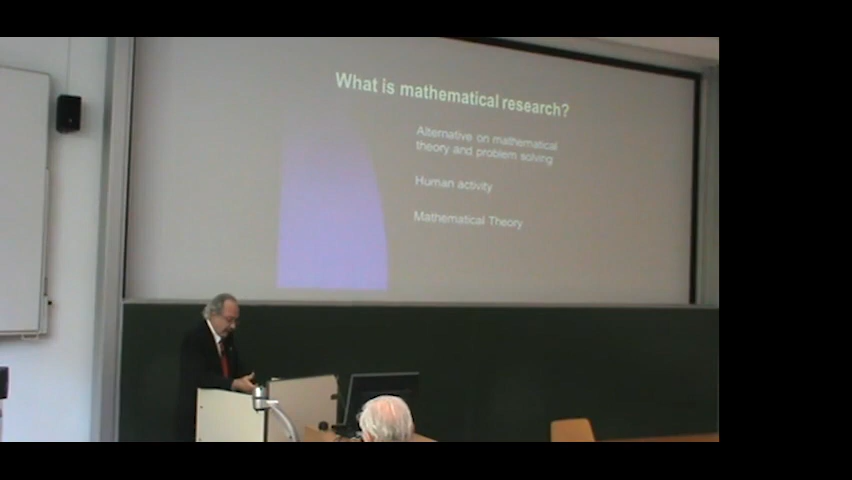 What is mathematical research?
Alternative on mathematical
theory and problem solving
Human activity
Mathematical Theory